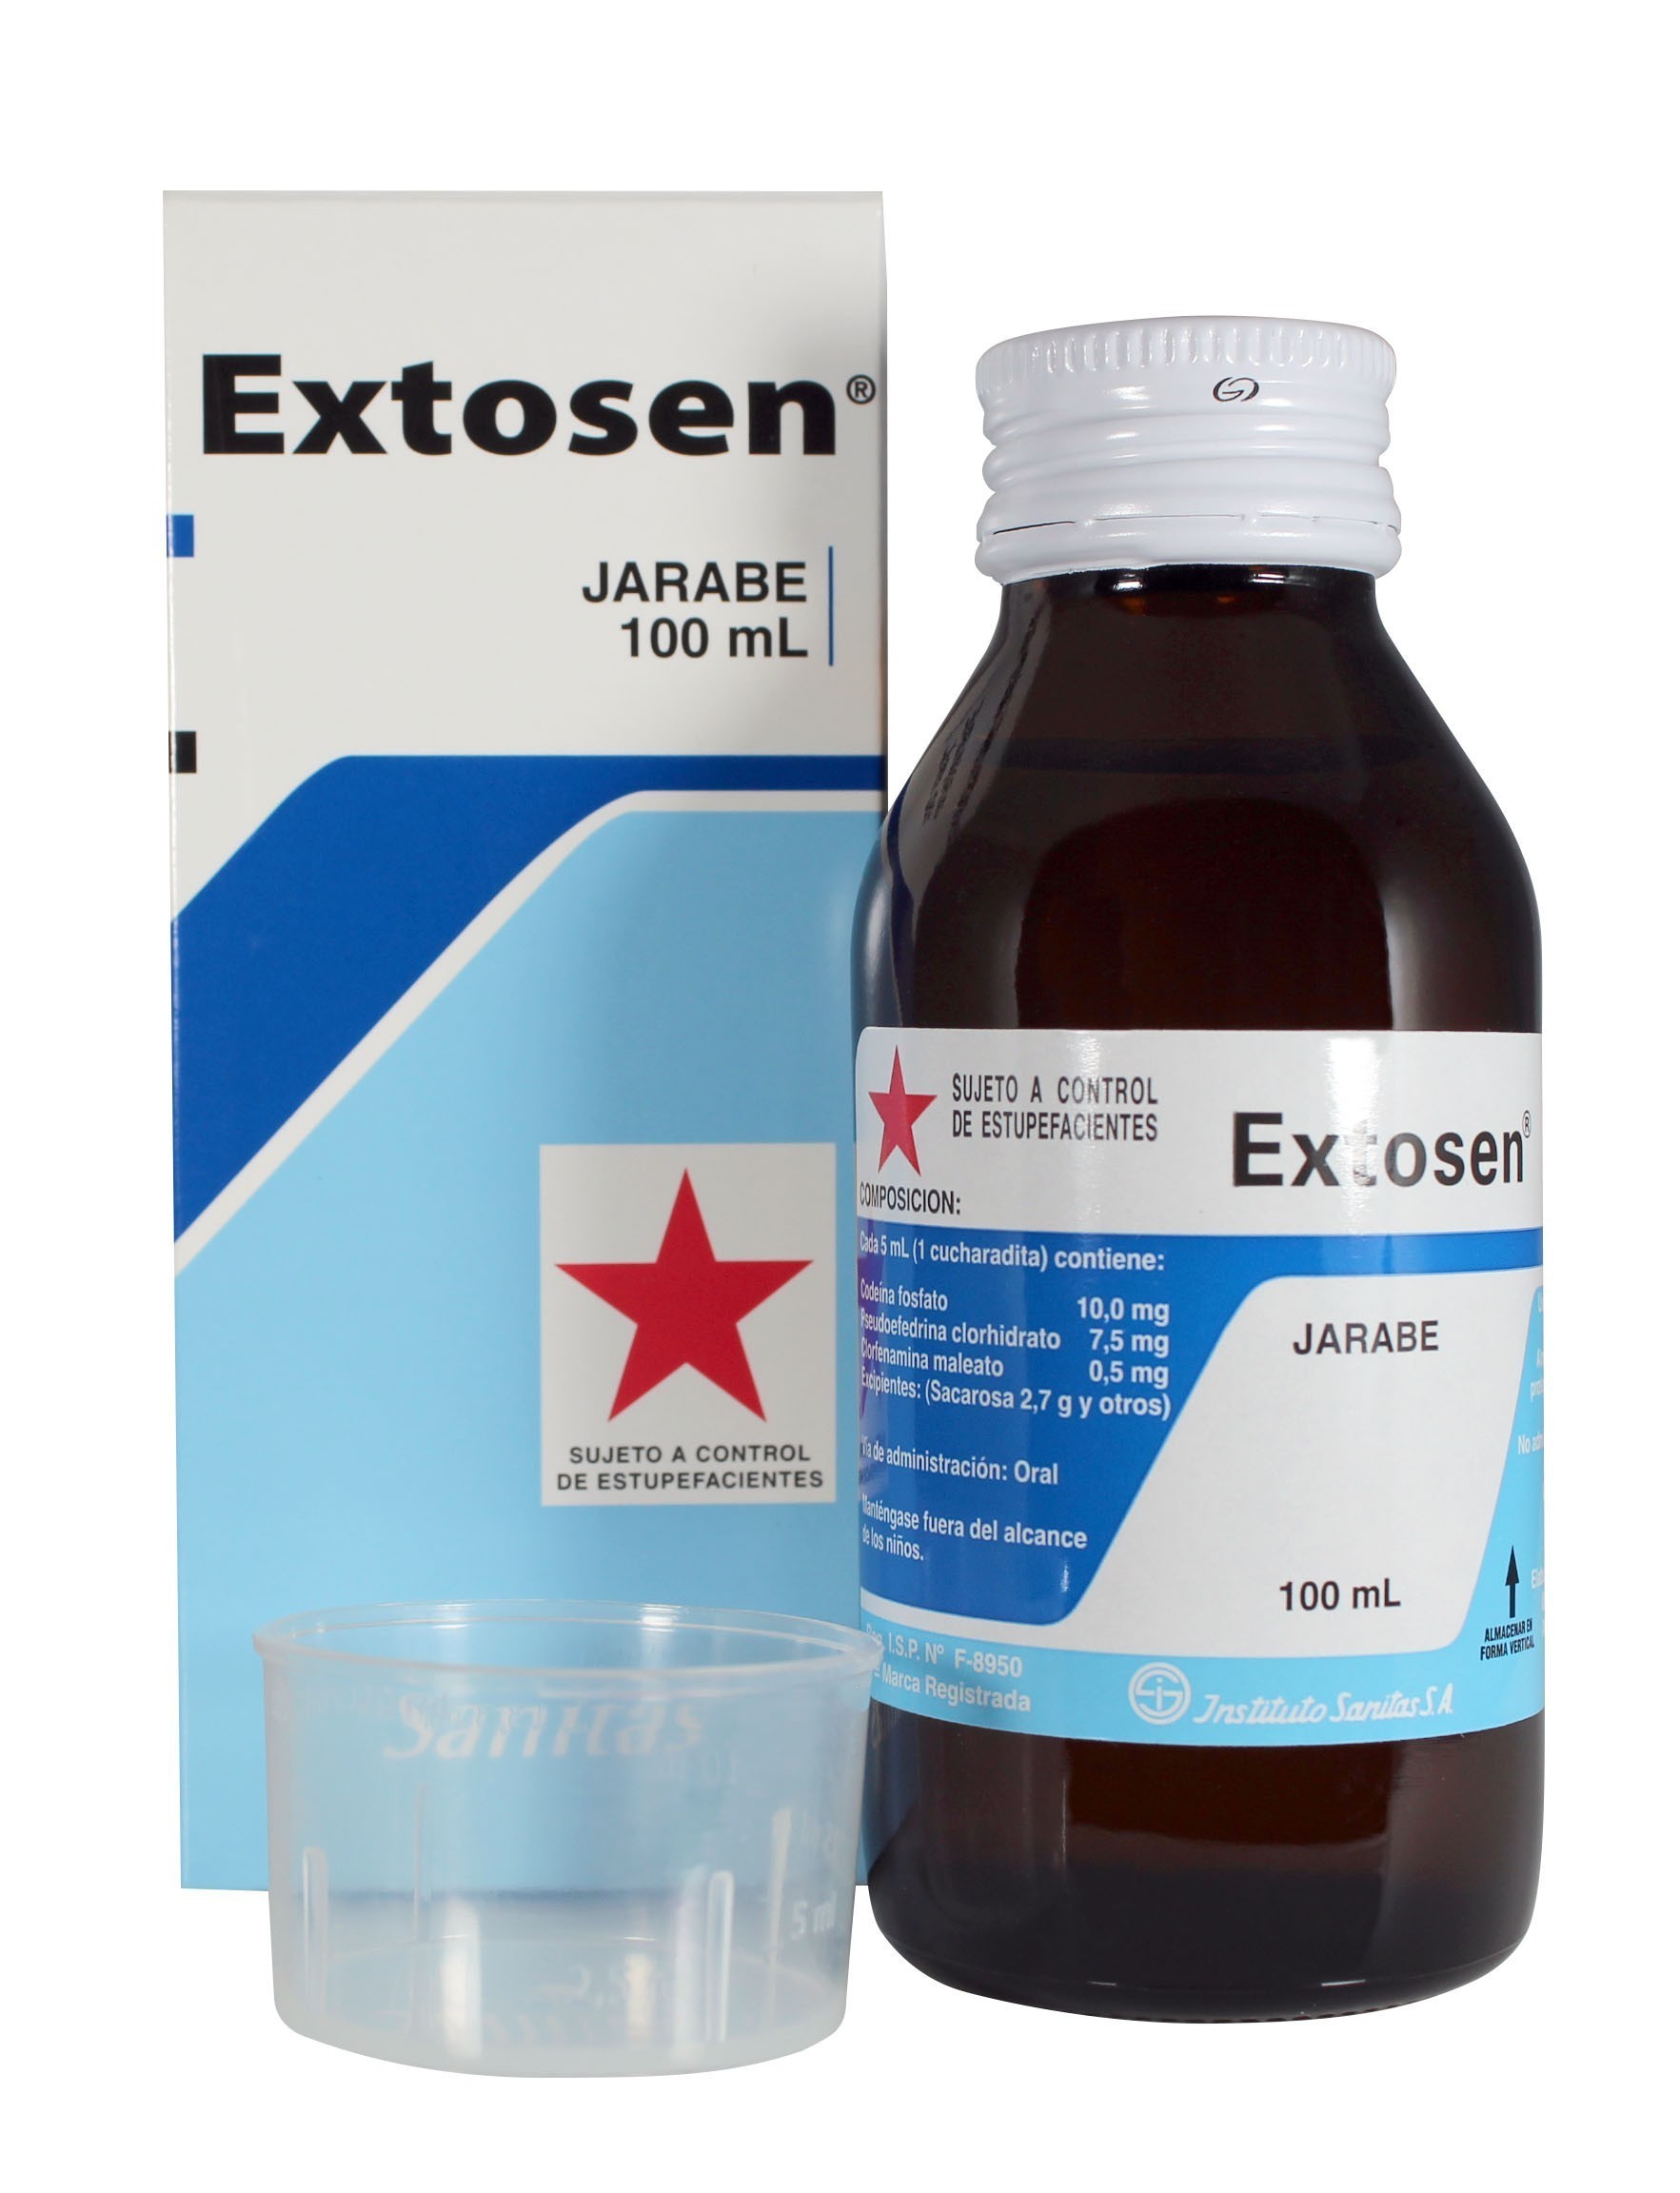 Extosen®
JARABE
100 mL
SUJETO A CONTROL
DE ESTUPEFACIENTES
SUJETO A CONTROL
DE ESTUPEFACIENTES
Extosen®
COMPOSICION:
Cada 5 mL (1 cucharadita) contiene:
Codeína fosfato 10,0 mg
Pseudoefedrina clorhidrato 7,5 mg
Clorfenamina maleato 0,5 mg
Excipientes: (Sacarosa 2,7 g y otros)
Vía de administración: Oral
Manténgase fuera del alcance
de los niños.
JARABE
100 mL
ALMACENAR EN
FORMA VERTICAL
Reg. I.S.P. Nº F-8950
Marca Registrada
Instituto Sanitas S.A.
Sanitas
5 ml